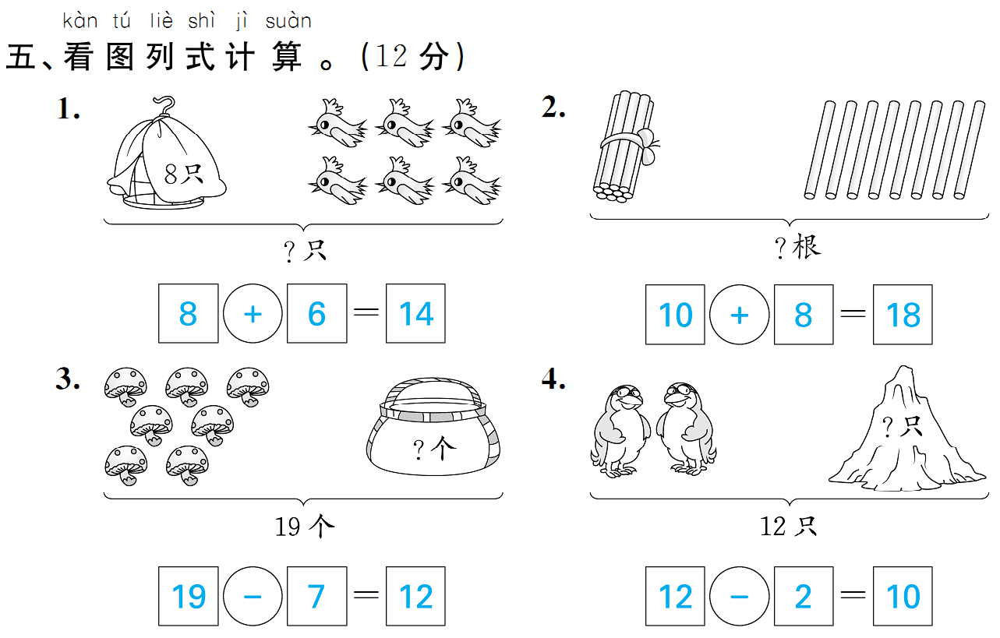 kàn tú liè shì jì suàn
五、看图列式计算。(12分)
1.
8只
?只
8 + 6 = 14
2.
?根
10 + 8 = 18
3.
?个
19个
19 − 7 = 12
4.
?只
12只
12 − 2 = 10